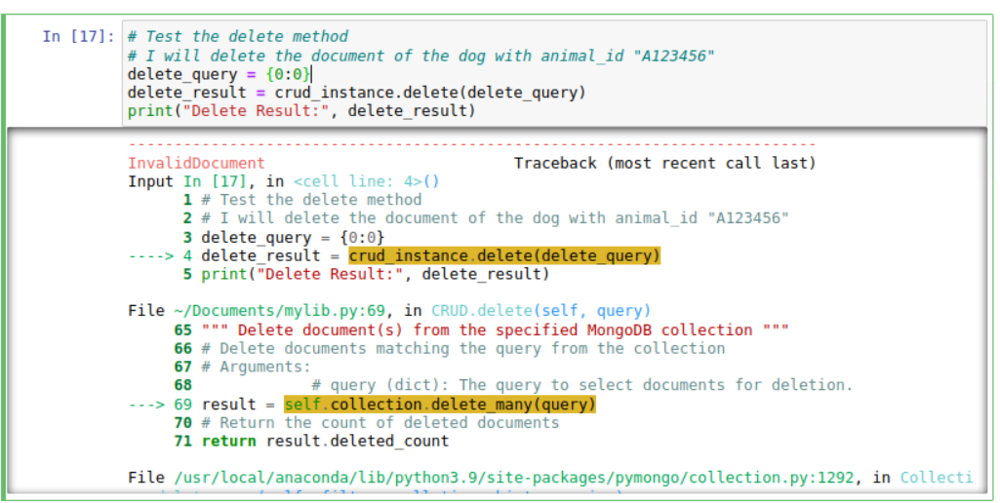 In [17]: # Test the delete method
# I will delete the document of the dog with animal_id "A123456"
delete_query = {0:0}
delete_result = crud_instance.delete(delete_query)
print("Delete Result:", delete_result)
---------------------------------------------------------------------------
InvalidDocument                           Traceback (most recent call last)
Input In [17], in <cell line: 4>()
      1 # Test the delete method
      2 # I will delete the document of the dog with animal_id "A123456"
      3 delete_query = {0:0}
----> 4 delete_result = crud_instance.delete(delete_query)
      5 print("Delete Result:", delete_result)
File ~/Documents/mylib.py:69, in CRUD.delete(self, query)
     65 """ Delete document(s) from the specified MongoDB collection """
     66 # Delete documents matching the query from the collection
     67 # Arguments:
     68             # query (dict): The query to select documents for deletion.
---> 69 result = self.collection.delete_many(query)
     70 # Return the count of deleted documents
     71 return result.deleted_count
File /usr/local/anaconda/lib/python3.9/site-packages/pymongo/collection.py:1292, in Collecti